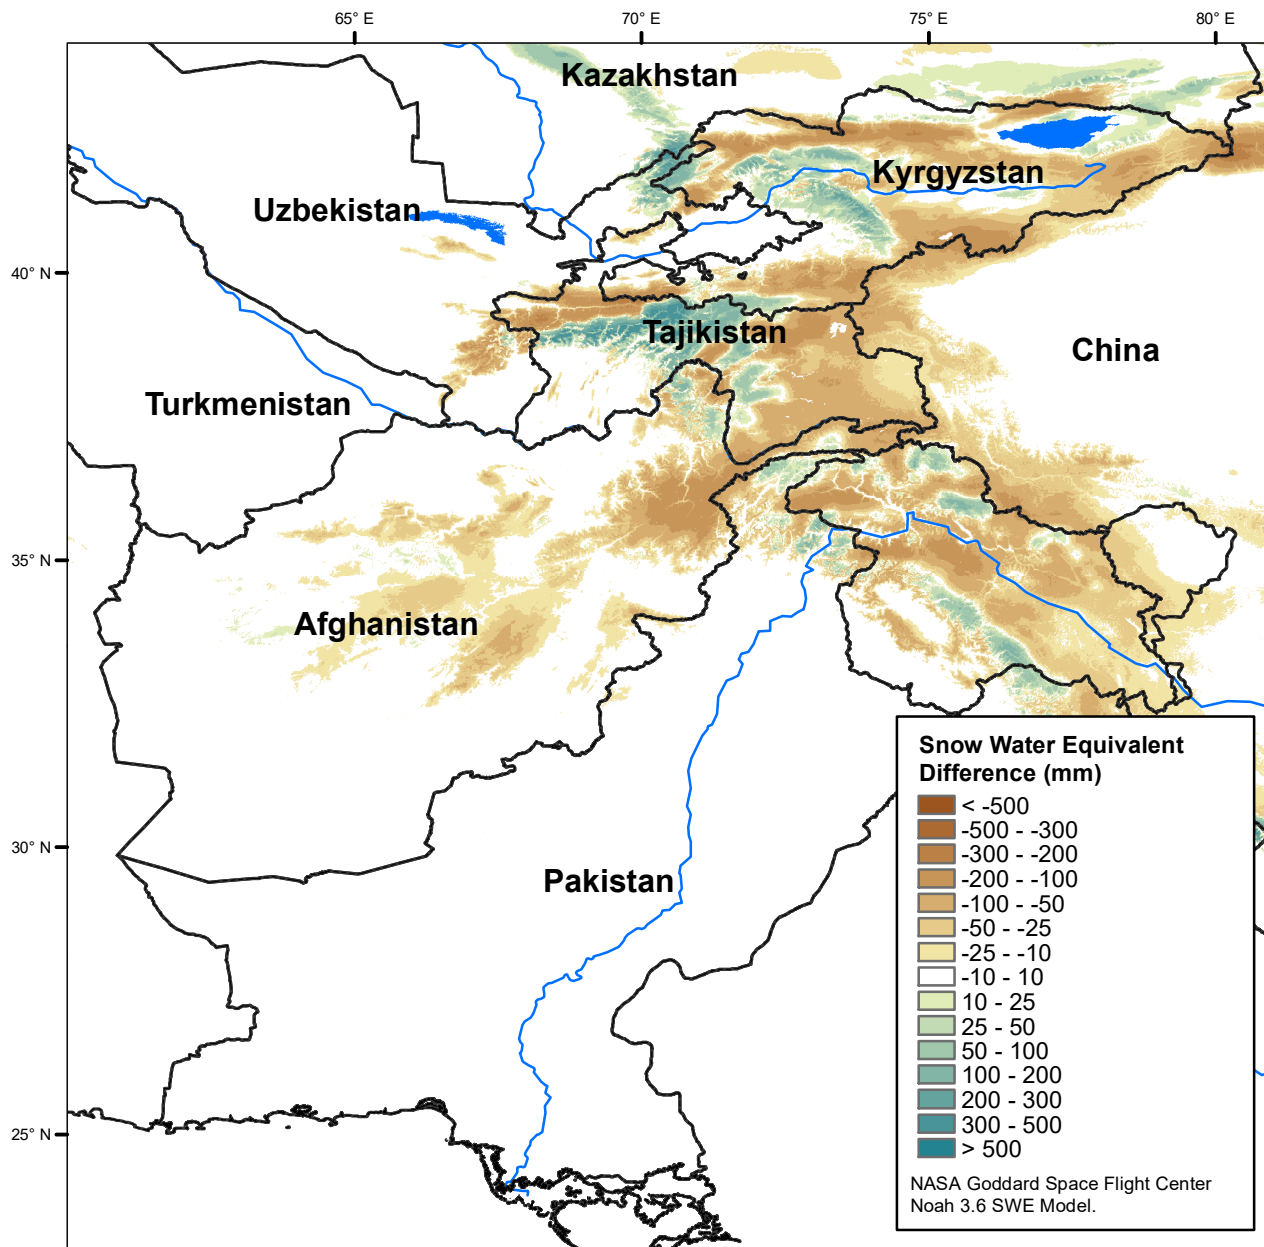 65° E 70° E 75° E 80° E
Kazakhstan
Kyrgyzstan
Uzbekistan
40° N
Tajikistan
China
Turkmenistan
35° N
Afghanistan
Snow Water Equivalent
Difference (mm)
< -500
-500 - -300
-300 - -200
-200 - -100
-100 - -50
-50 - -25
-25 - -10
-10 - 10
10 - 25
25 - 50
50 - 100
100 - 200
200 - 300
300 - 500
> 500
30° N
Pakistan
25° N
NASA Goddard Space Flight Center
Noah 3.6 SWE Model.